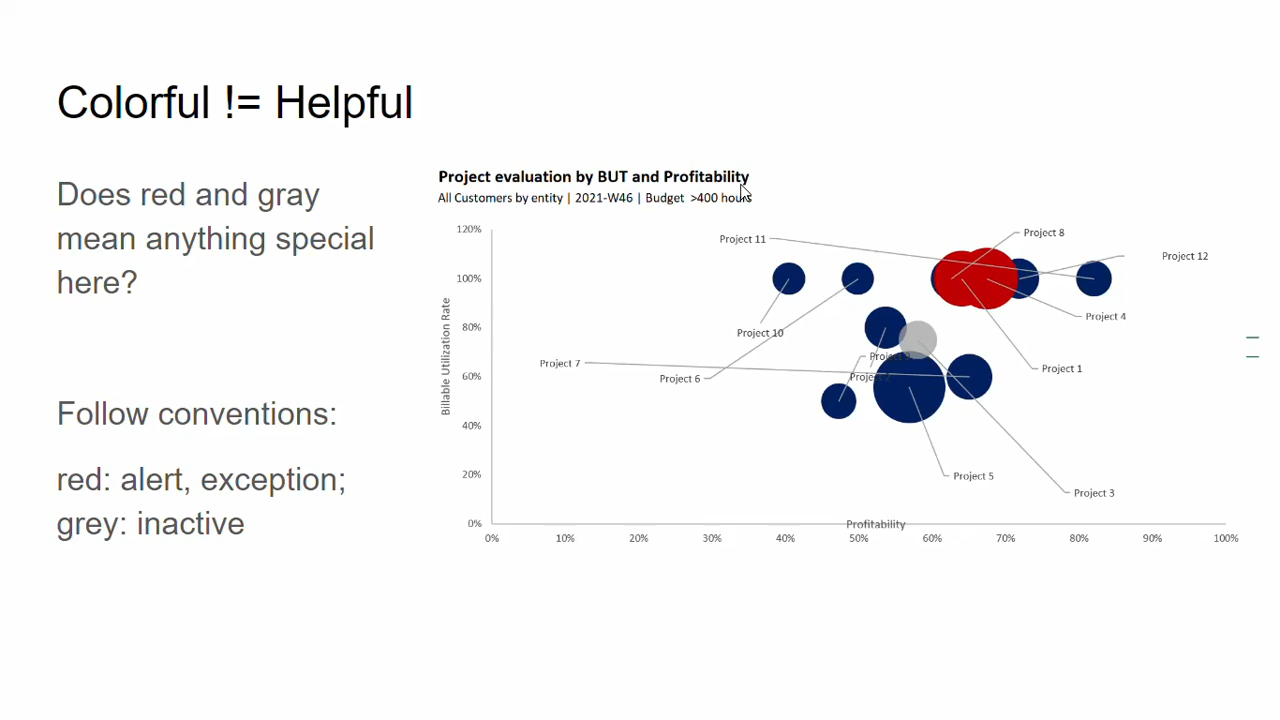 Colorful != Helpful
Does red and gray
mean anything special
here?
Follow conventions:
red: alert, exception;
grey: inactive
Project evaluation by BUT and Profitability
All Customers by entity | 2021-W46 | Budget >400 hours
Billable Utilization Rate
120%
100%
80%
60%
40%
20%
0%
Project 11
Project 8
Project 12
Project 10
Project 4
Project 7
Project 6
Project
Project
Project 1
Project 5
Project 3
Profitability
0%
10%
20%
30%
40%
50%
60%
70%
80%
90%
100%